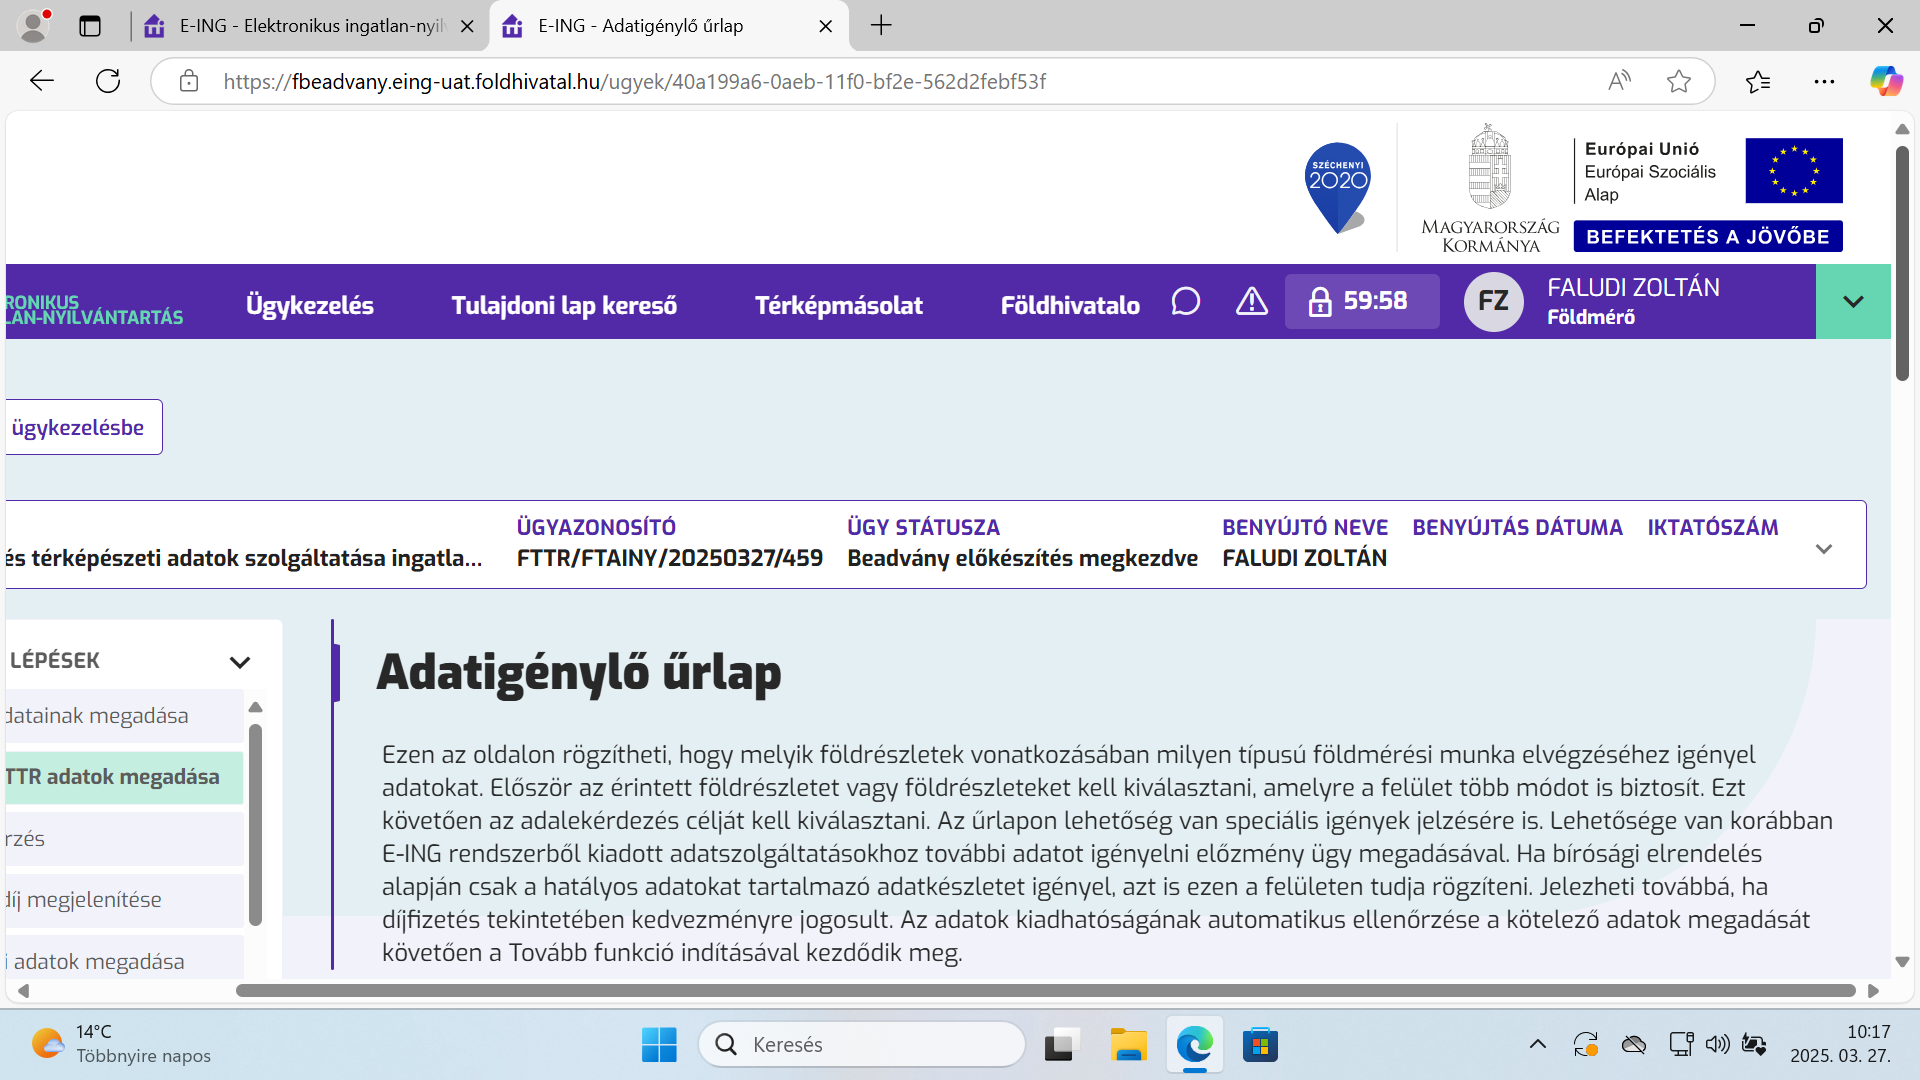 E-ING - Elektronikus ingatlan-nyil
E-ING - Adatigénylő űrlap
https://fbeadvany.eing-uat.foldhivatal.hu/ugyek/40a199a6-0aeb-11f0-bf2e-562d2febf53f
SZÉCHENYI
2020
MAGYARORSZÁG
KORMÁNYA
Európai Unió
Európai Szociális
Alap
BEFEKTETÉS A JÖVŐBE
RONIKUS
LAN-NYILVÁNTARTÁS
Ügykezelés
Tulajdoni lap kereső
Térképmásolat
Földhivatalo
59:58
FZ
FALUDI ZOLTÁN
Földmérő
ügykezelésbe
ÜGYAZONOSÍTÓ
ÜGY STÁTUSZA
BENYÚJTÓ NEVE
BENYÚJTÁS DÁTUMA
IKTATÓSZÁM
és térképészeti adatok szolgáltatása ingatla...
FTTR/FTAINY/20250327/459
Beadvány előkészítés megkezdve
FALUDI ZOLTÁN
LÉPÉSEK
datainak megadása
TTR adatok megadása
rzés
díj megjelenítése
i adatok megadása
Adatigénylő űrlap
Ezen az oldalon rögzítheti, hogy melyik földrészletek vonatkozásában milyen típusú földmérési munka elvégzéséhez igényel
adatokat. Először az érintett földrészletet vagy földrészleteket kell kiválasztani, amelyre a felület több módot is biztosít. Ezt
követően az adalekérdezés célját kell kiválasztani. Az űrlapon lehetőség van speciális igények jelzésére is. Lehetősége van korábban
E-ING rendszerből kiadott adatszolgáltatásokhoz további adatot igényelni előzmény ügy megadásával. Ha bírósági elrendelés
alapján csak a hatályos adatokat tartalmazó adatkészletet igényel, azt is ezen a felületen tudja rögzíteni. Jelezheti továbbá, ha
díjfizetés tekintetében kedvezményre jogosult. Az adatok kiadhatóságának automatikus ellenőrzése a kötelező adatok megadását
követően a Tovább funkció indításával kezdődik meg.
14°C
Többnyire napos
Keresés
10:17
2025. 03. 27.